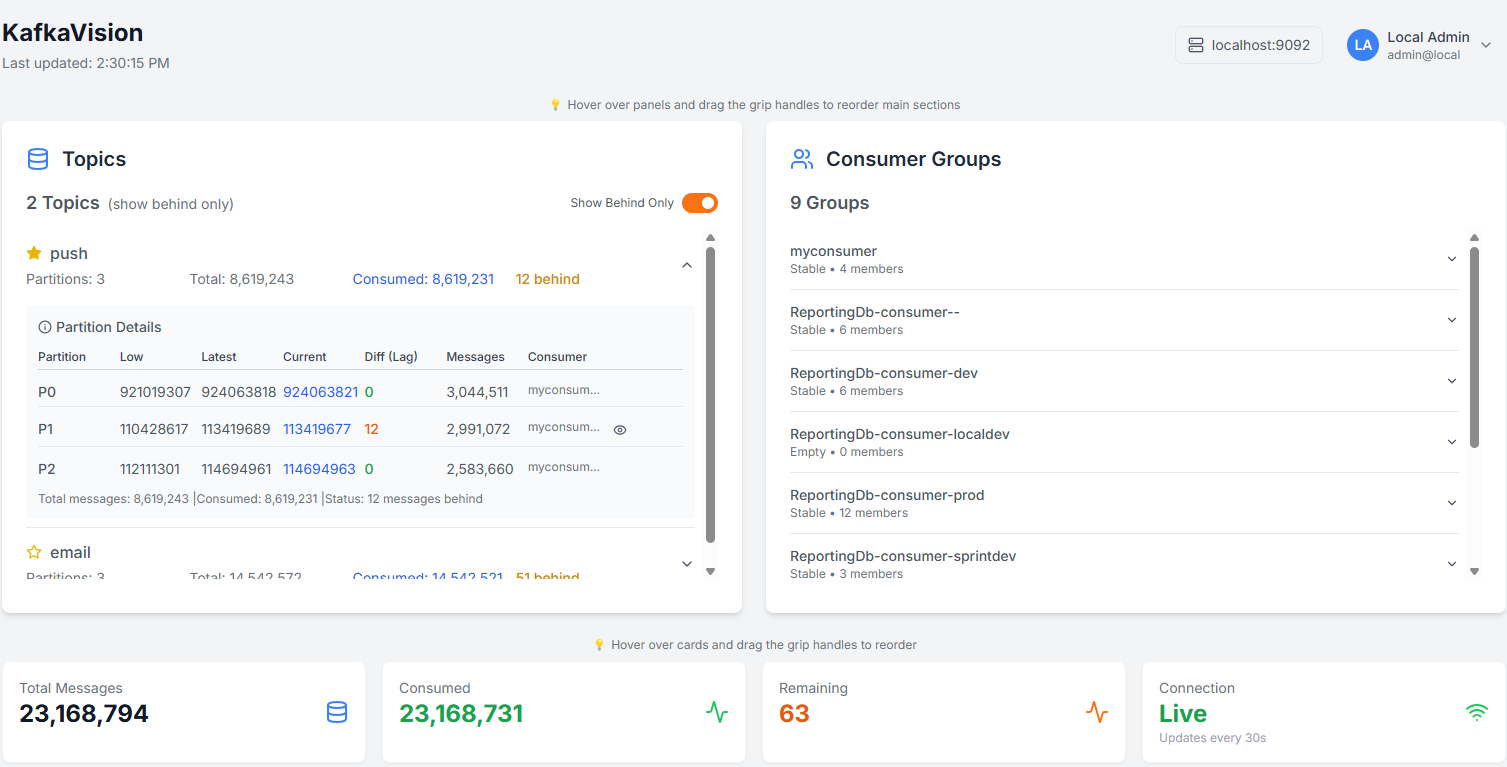 KafkaVision
Last updated: 2:30:15 PM
localhost:9092
LA
Local Admin
admin@local
Hover over panels and drag the grip handles to reorder main sections
Topics
2 Topics (show behind only)
Show Behind Only
push
Partitions: 3 Total: 8,619,243 Consumed: 8,619,231 12 behind
Partition Details
Partition Low Latest Current Diff (Lag) Messages Consumer
P0 921019307 924063818 924063821 0 3,044,511 myconsum...
P1 110428617 113419689 113419677 12 2,991,072 myconsum...
P2 112111301 114694961 114694963 0 2,583,660 myconsum...
Total messages: 8,619,243 |Consumed: 8,619,231 |Status: 12 messages behind
email
Partitions: 3 Total: 14,542,572 Consumed: 14,542,521 51 behind
Consumer Groups
9 Groups
myconsumer
Stable • 4 members
ReportingDb-consumer--
Stable • 6 members
ReportingDb-consumer-dev
Stable • 6 members
ReportingDb-consumer-localdev
Empty • 0 members
ReportingDb-consumer-prod
Stable • 12 members
ReportingDb-consumer-sprintdev
Stable • 3 members
Hover over cards and drag the grip handles to reorder
Total Messages
23,168,794
Consumed
23,168,731
Remaining
63
Connection
Live
Updates every 30s